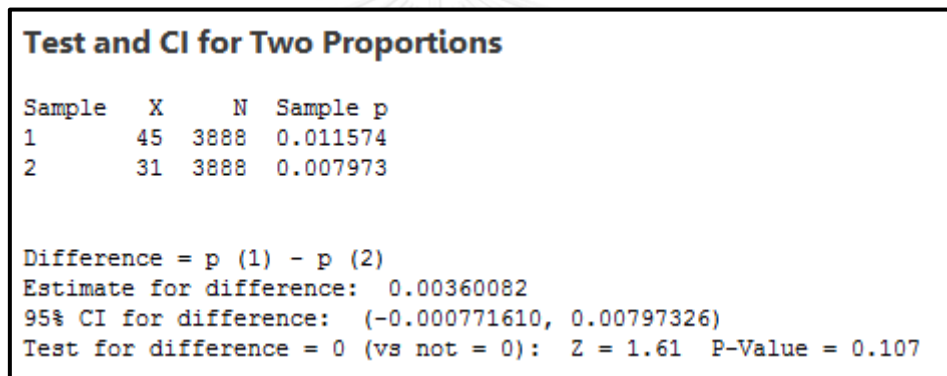 Test and CI for Two Proportions
Sample X N Sample p
1 45 3888 0.011574
2 31 3888 0.007973
Difference = p (1) - p (2)
Estimate for difference: 0.00360082
95% CI for difference: (-0.000771610, 0.00797326)
Test for difference = 0 (vs not = 0): Z = 1.61 P-Value = 0.107